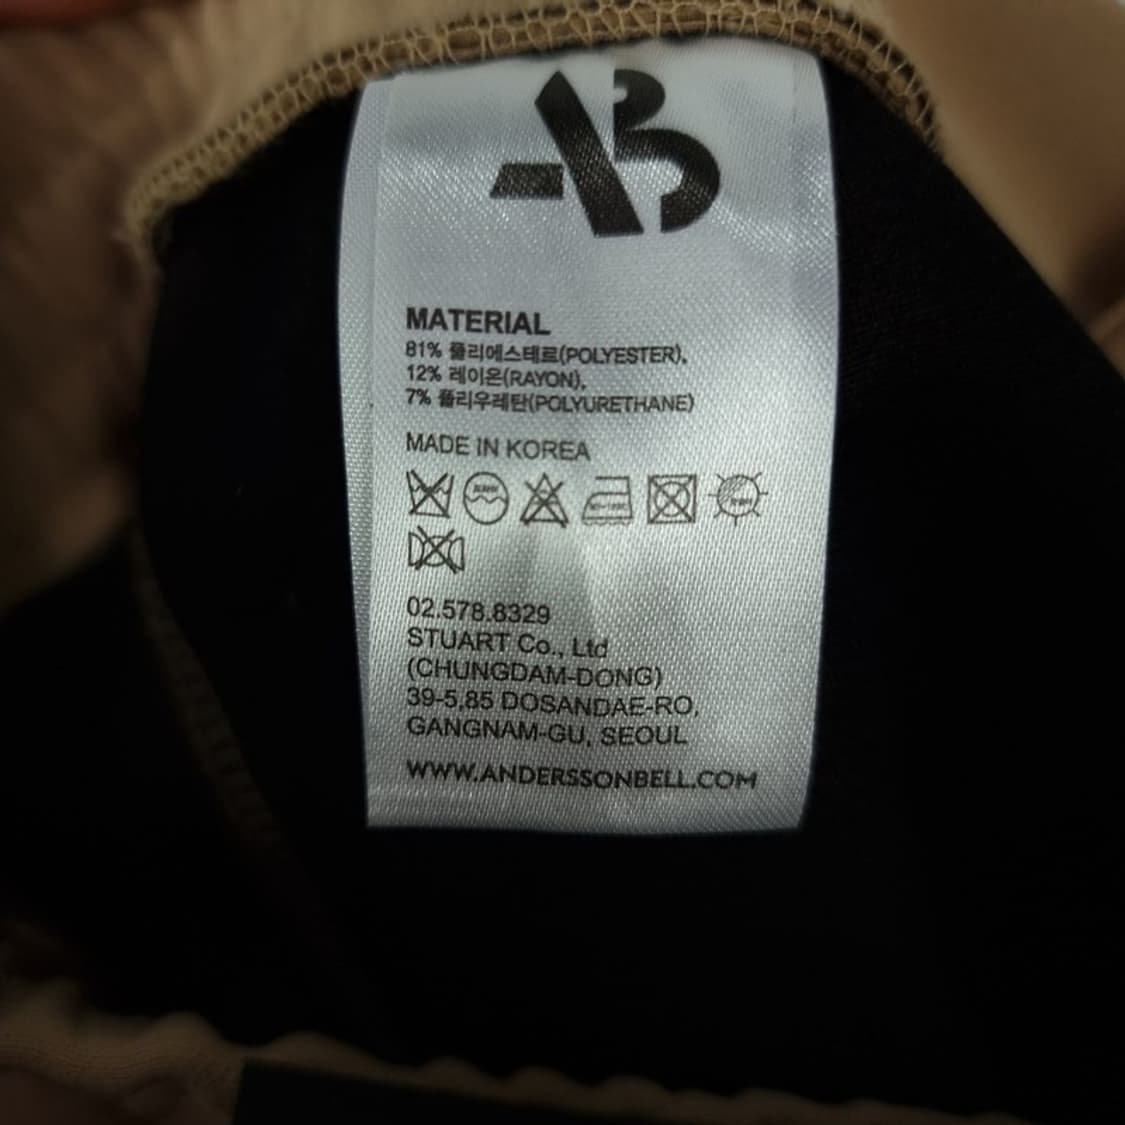 AB
MATERIAL
81% 폴리에스테르(POLYESTER),
12% 레이온(RAYON),
7% 폴리우레탄(POLYURETHANE)
MADE IN KOREA
02.578.8329
STUART Co., Ltd
(CHUNGDAM-DONG)
39-5,85 DOSANDAE-RO,
GANGNAM-GU, SEOUL
WWW.ANDERSSONBELL.COM